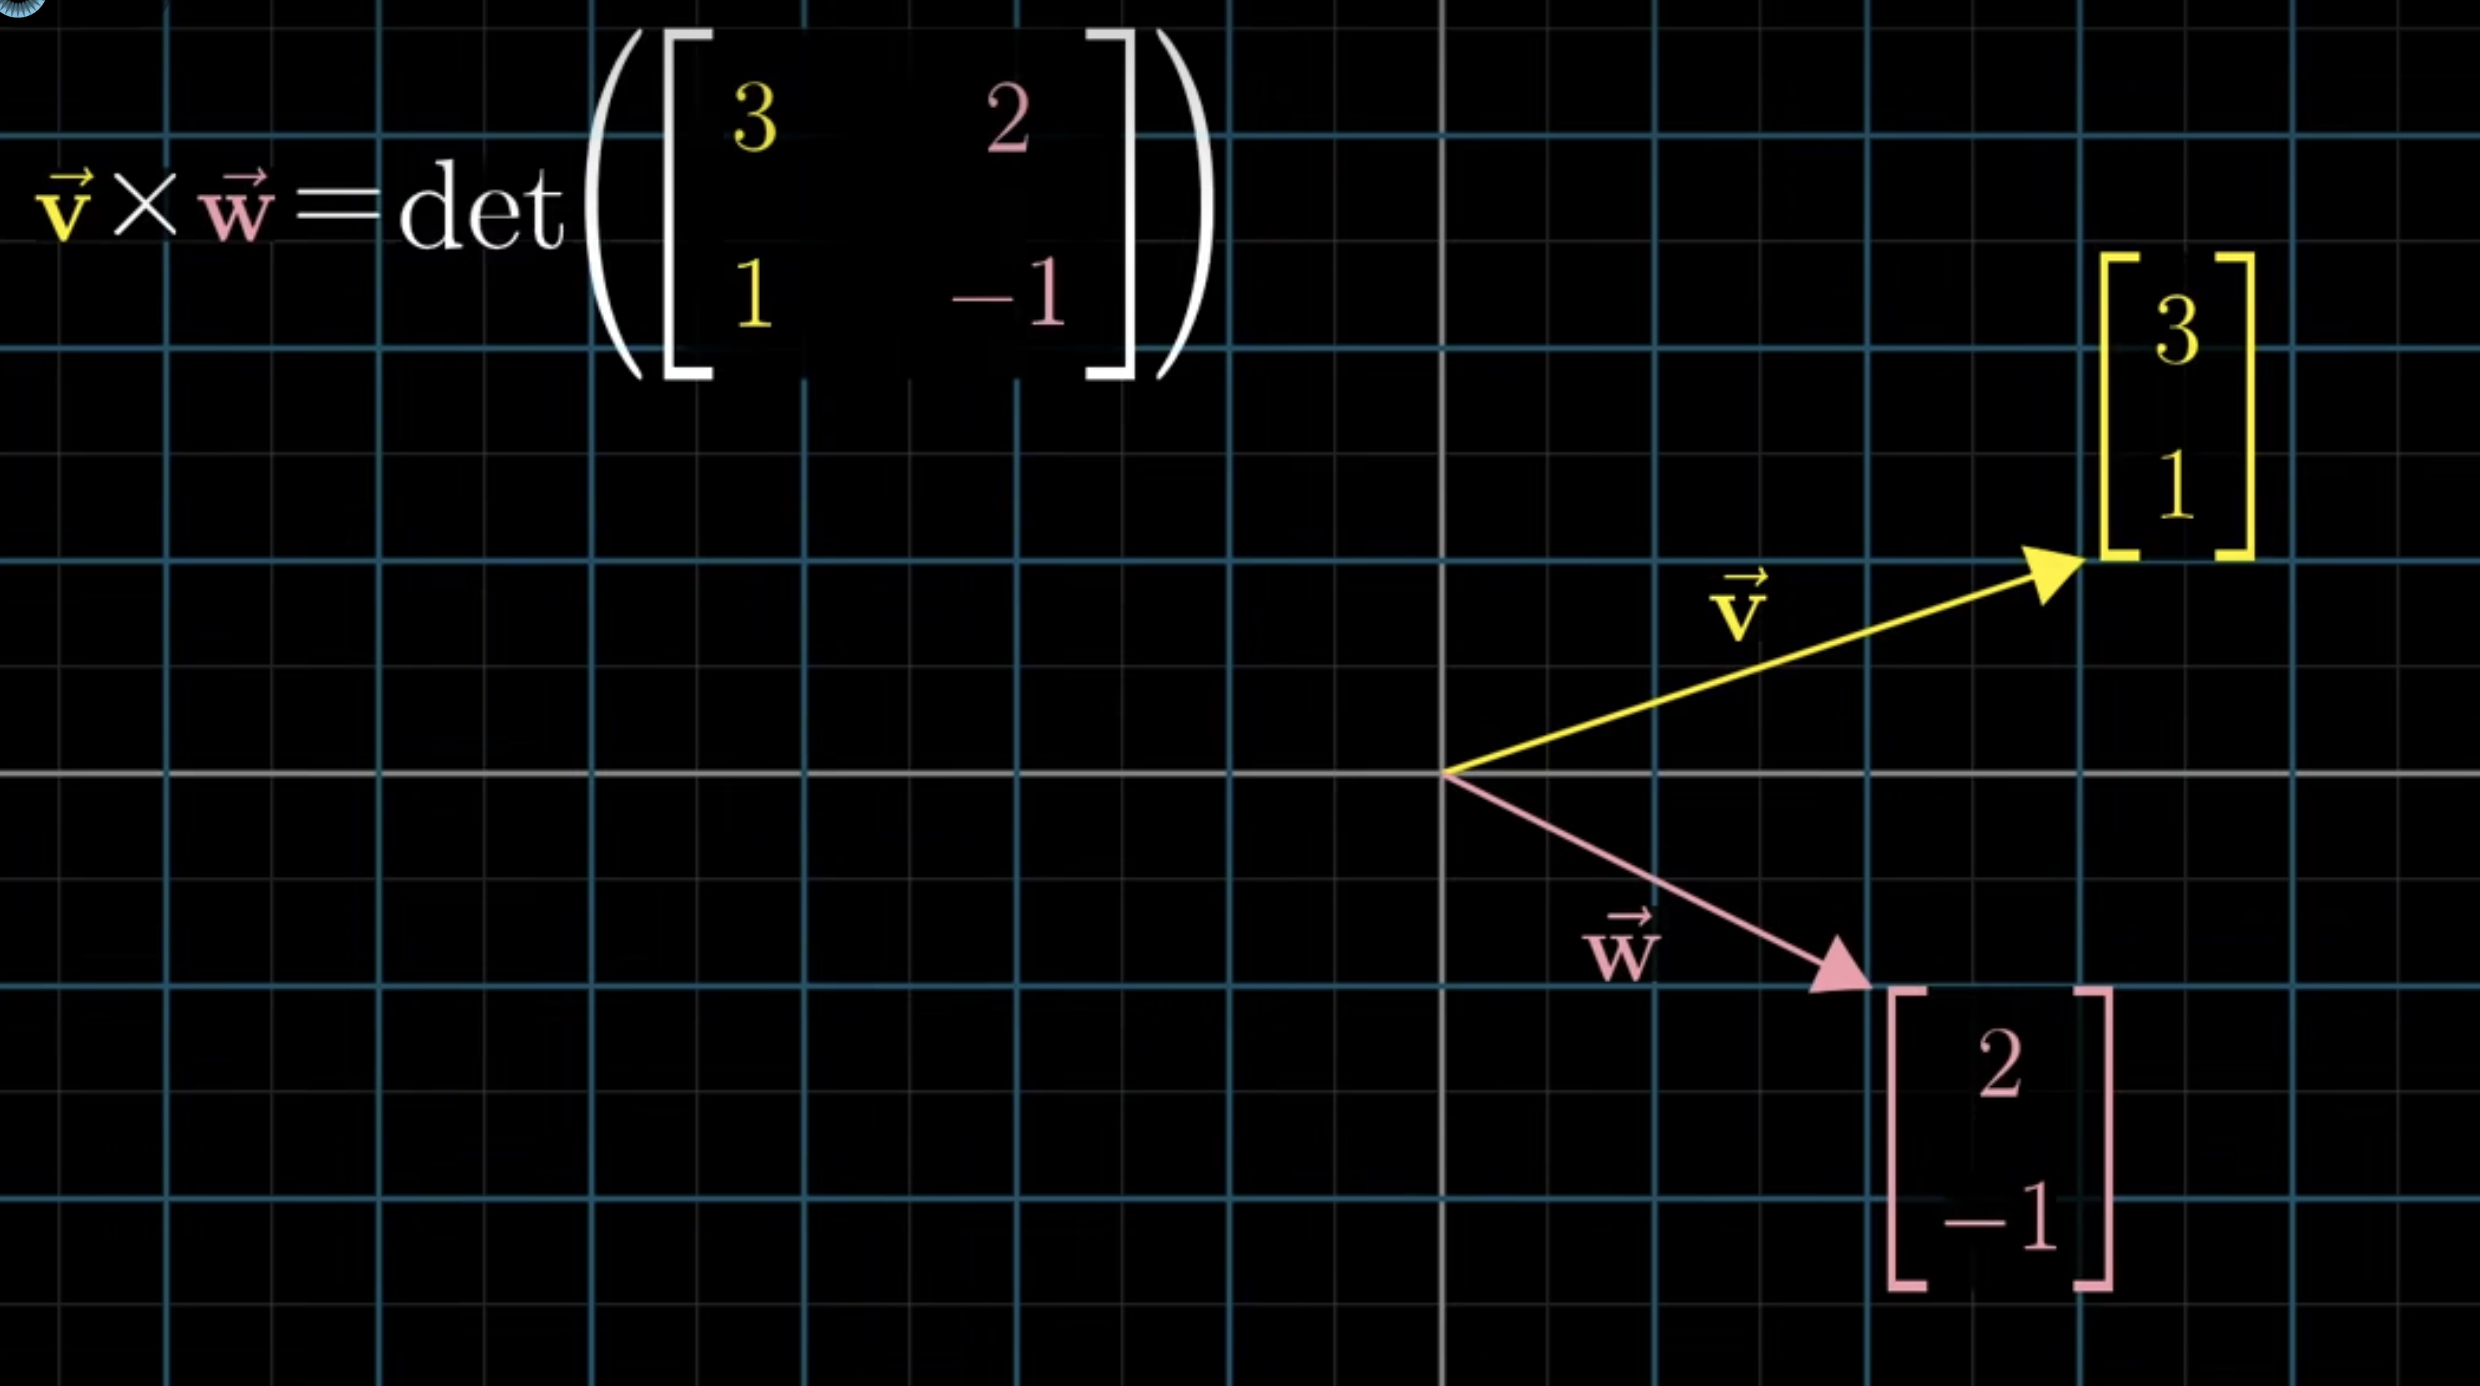 v⃗ × w⃗ = det([3 2
1 −1])
[3
1]
v⃗
w⃗
[2
−1]